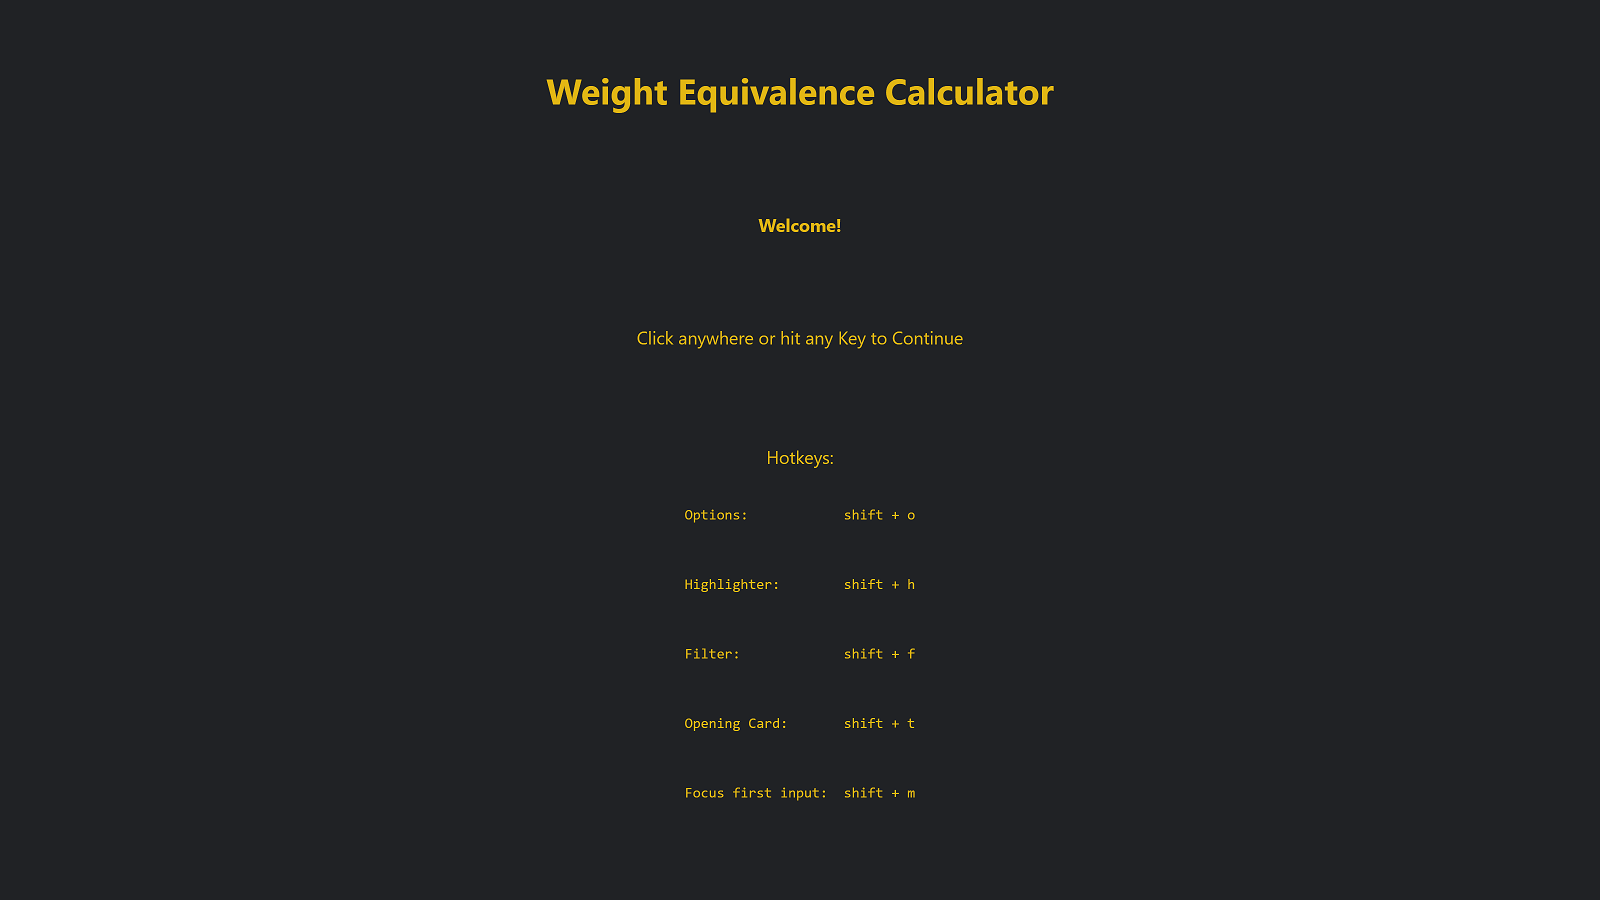 Weight Equivalence Calculator
Welcome!
Click anywhere or hit any Key to Continue
Hotkeys:
Options: shift + o
Highlighter: shift + h
Filter: shift + f
Opening Card: shift + t
Focus first input: shift + m